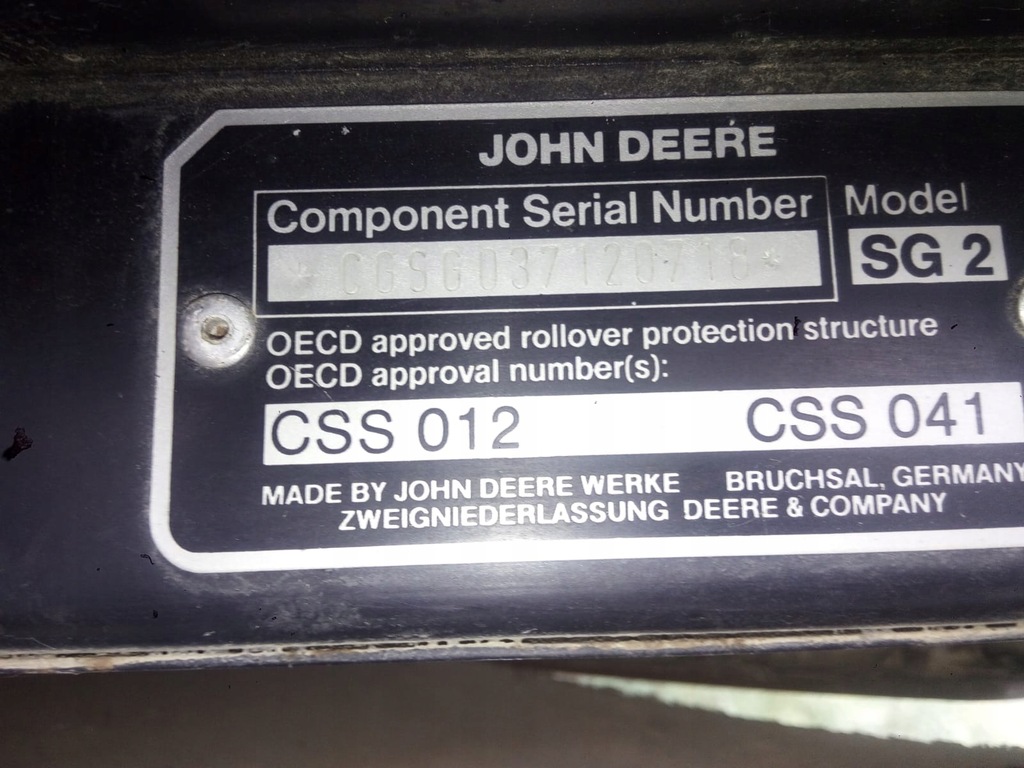 JOHN DEERE
Component Serial Number
Model
* CGSG037120718*
SG 2
OECD approved rollover protection structure
OECD approval number(s):
CSS 012 CSS 041
MADE BY JOHN DEERE WERKE BRUCHSAL, GERMANY
ZWEIGNIEDERLASSUNG DEERE & COMPANY